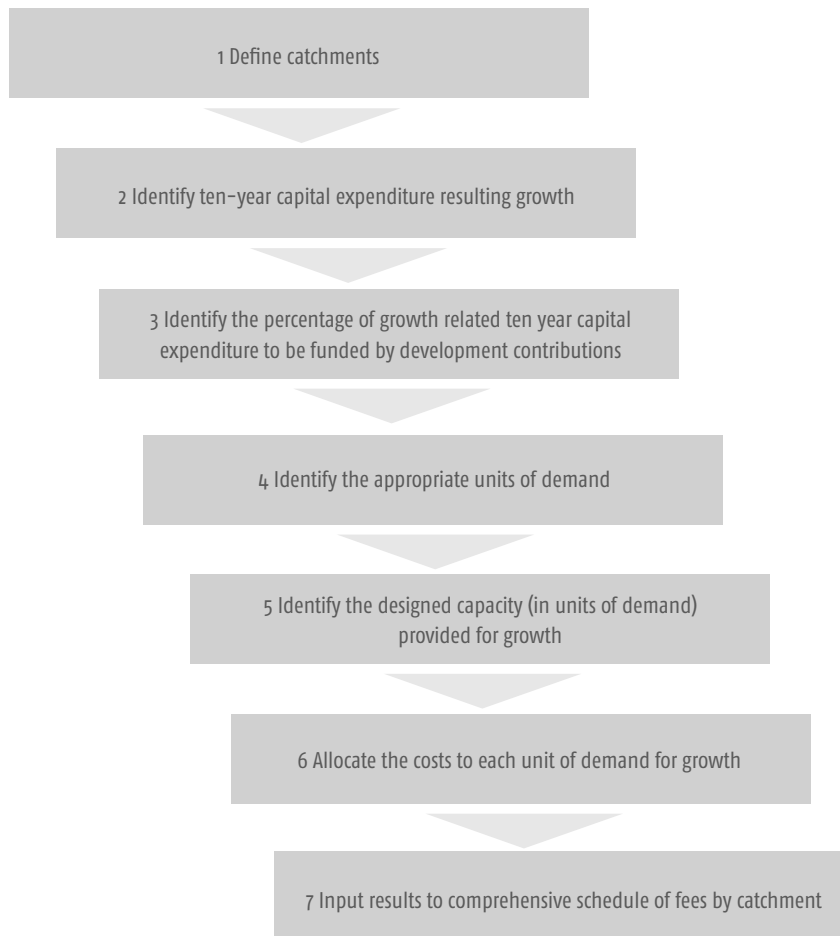 1 Define catchments
2 Identify ten-year capital expenditure resulting growth
3 Identify the percentage of growth related ten year capital
expenditure to be funded by development contributions
4 Identify the appropriate units of demand
5 Identify the designed capacity (in units of demand)
provided for growth
6 Allocate the costs to each unit of demand for growth
7 Input results to comprehensive schedule of fees by catchment